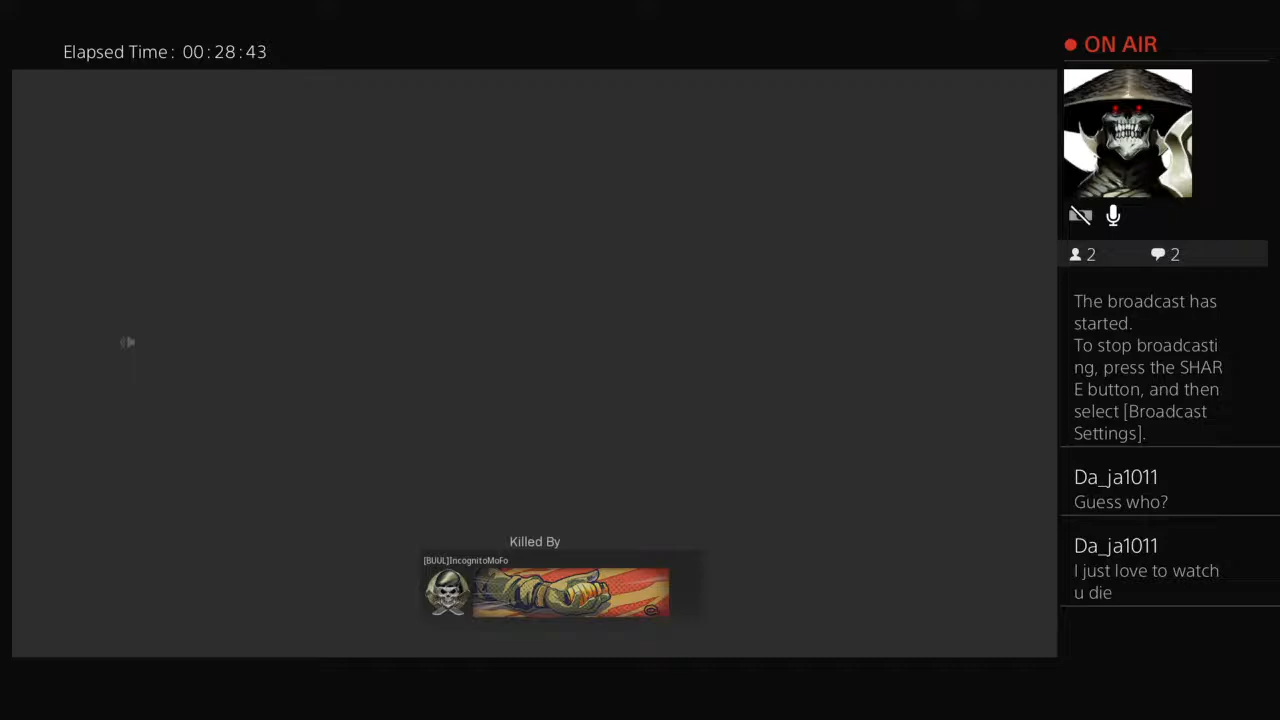 Elapsed Time: 00:28:43
ON AIR
2
2
The broadcast has
started.
To stop broadcasti
ng, press the SHAR
E button, and then
select [Broadcast
Settings].
Da_ja1011
Guess who?
Da_ja1011
I just love to watch
u die
Killed By
[BUUL]IncognitoMoFo